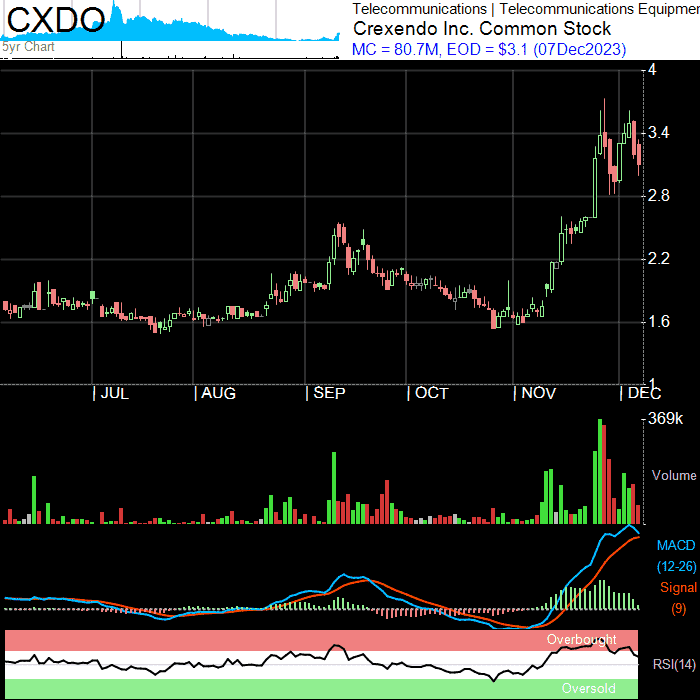 CXDO
5yr Chart
Telecommunications | Telecommunications Equipmen
Crexendo Inc. Common Stock
MC = 80.7M, EOD = $3.1 (07Dec2023)
4
3.4
2.8
2.2
1.6
1
| JUL | AUG | SEP | OCT | NOV | DEC
369k
Volume
MACD
(12-26)
Signal
(9)
Overbought
RSI(14)
Oversold